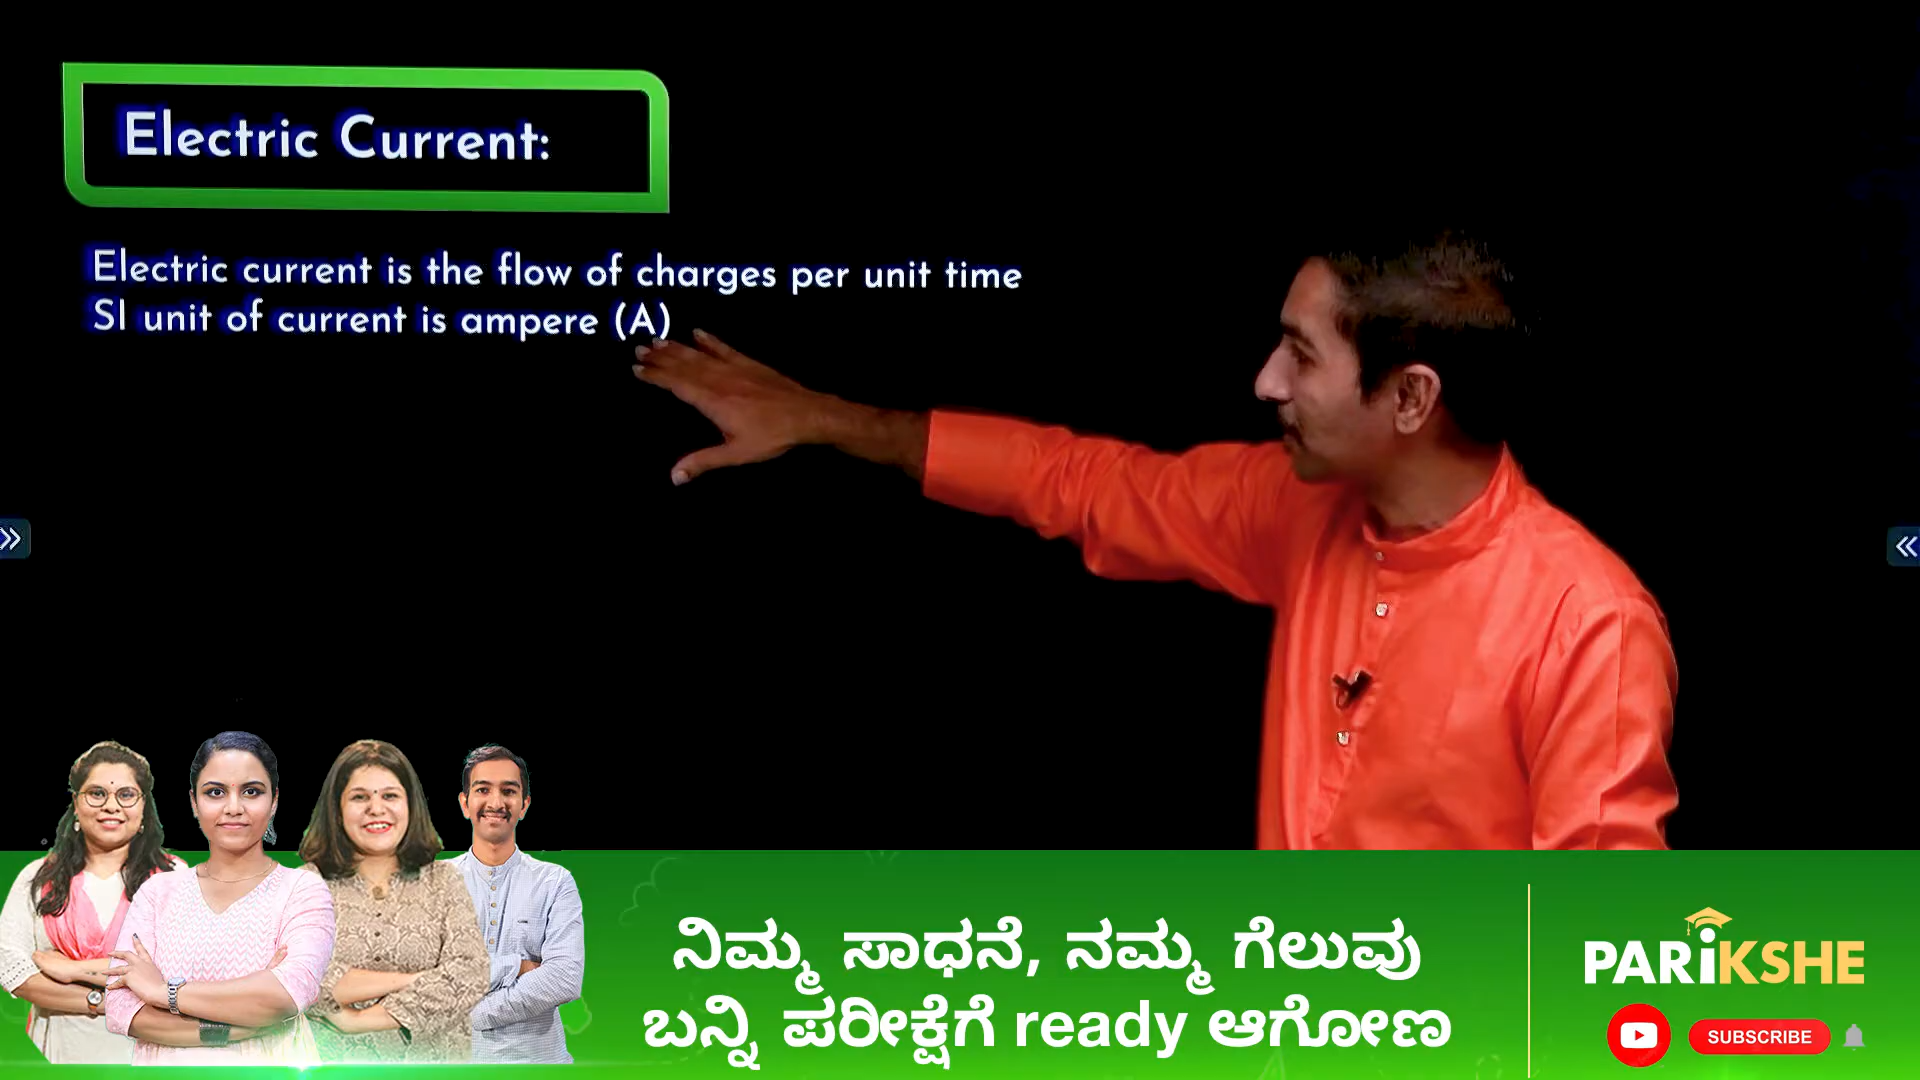 Electric Current:
Electric current is the flow of charges per unit time
SI unit of current is ampere (A)
ನಿಮ್ಮ ಸಾಧನೆ, ನಮ್ಮ ಗೆಲುವು
ಬನ್ನಿ ಪರೀಕ್ಷೆಗೆ ready ಆಗೋಣ
PARiKSHE
SUBSCRIBE